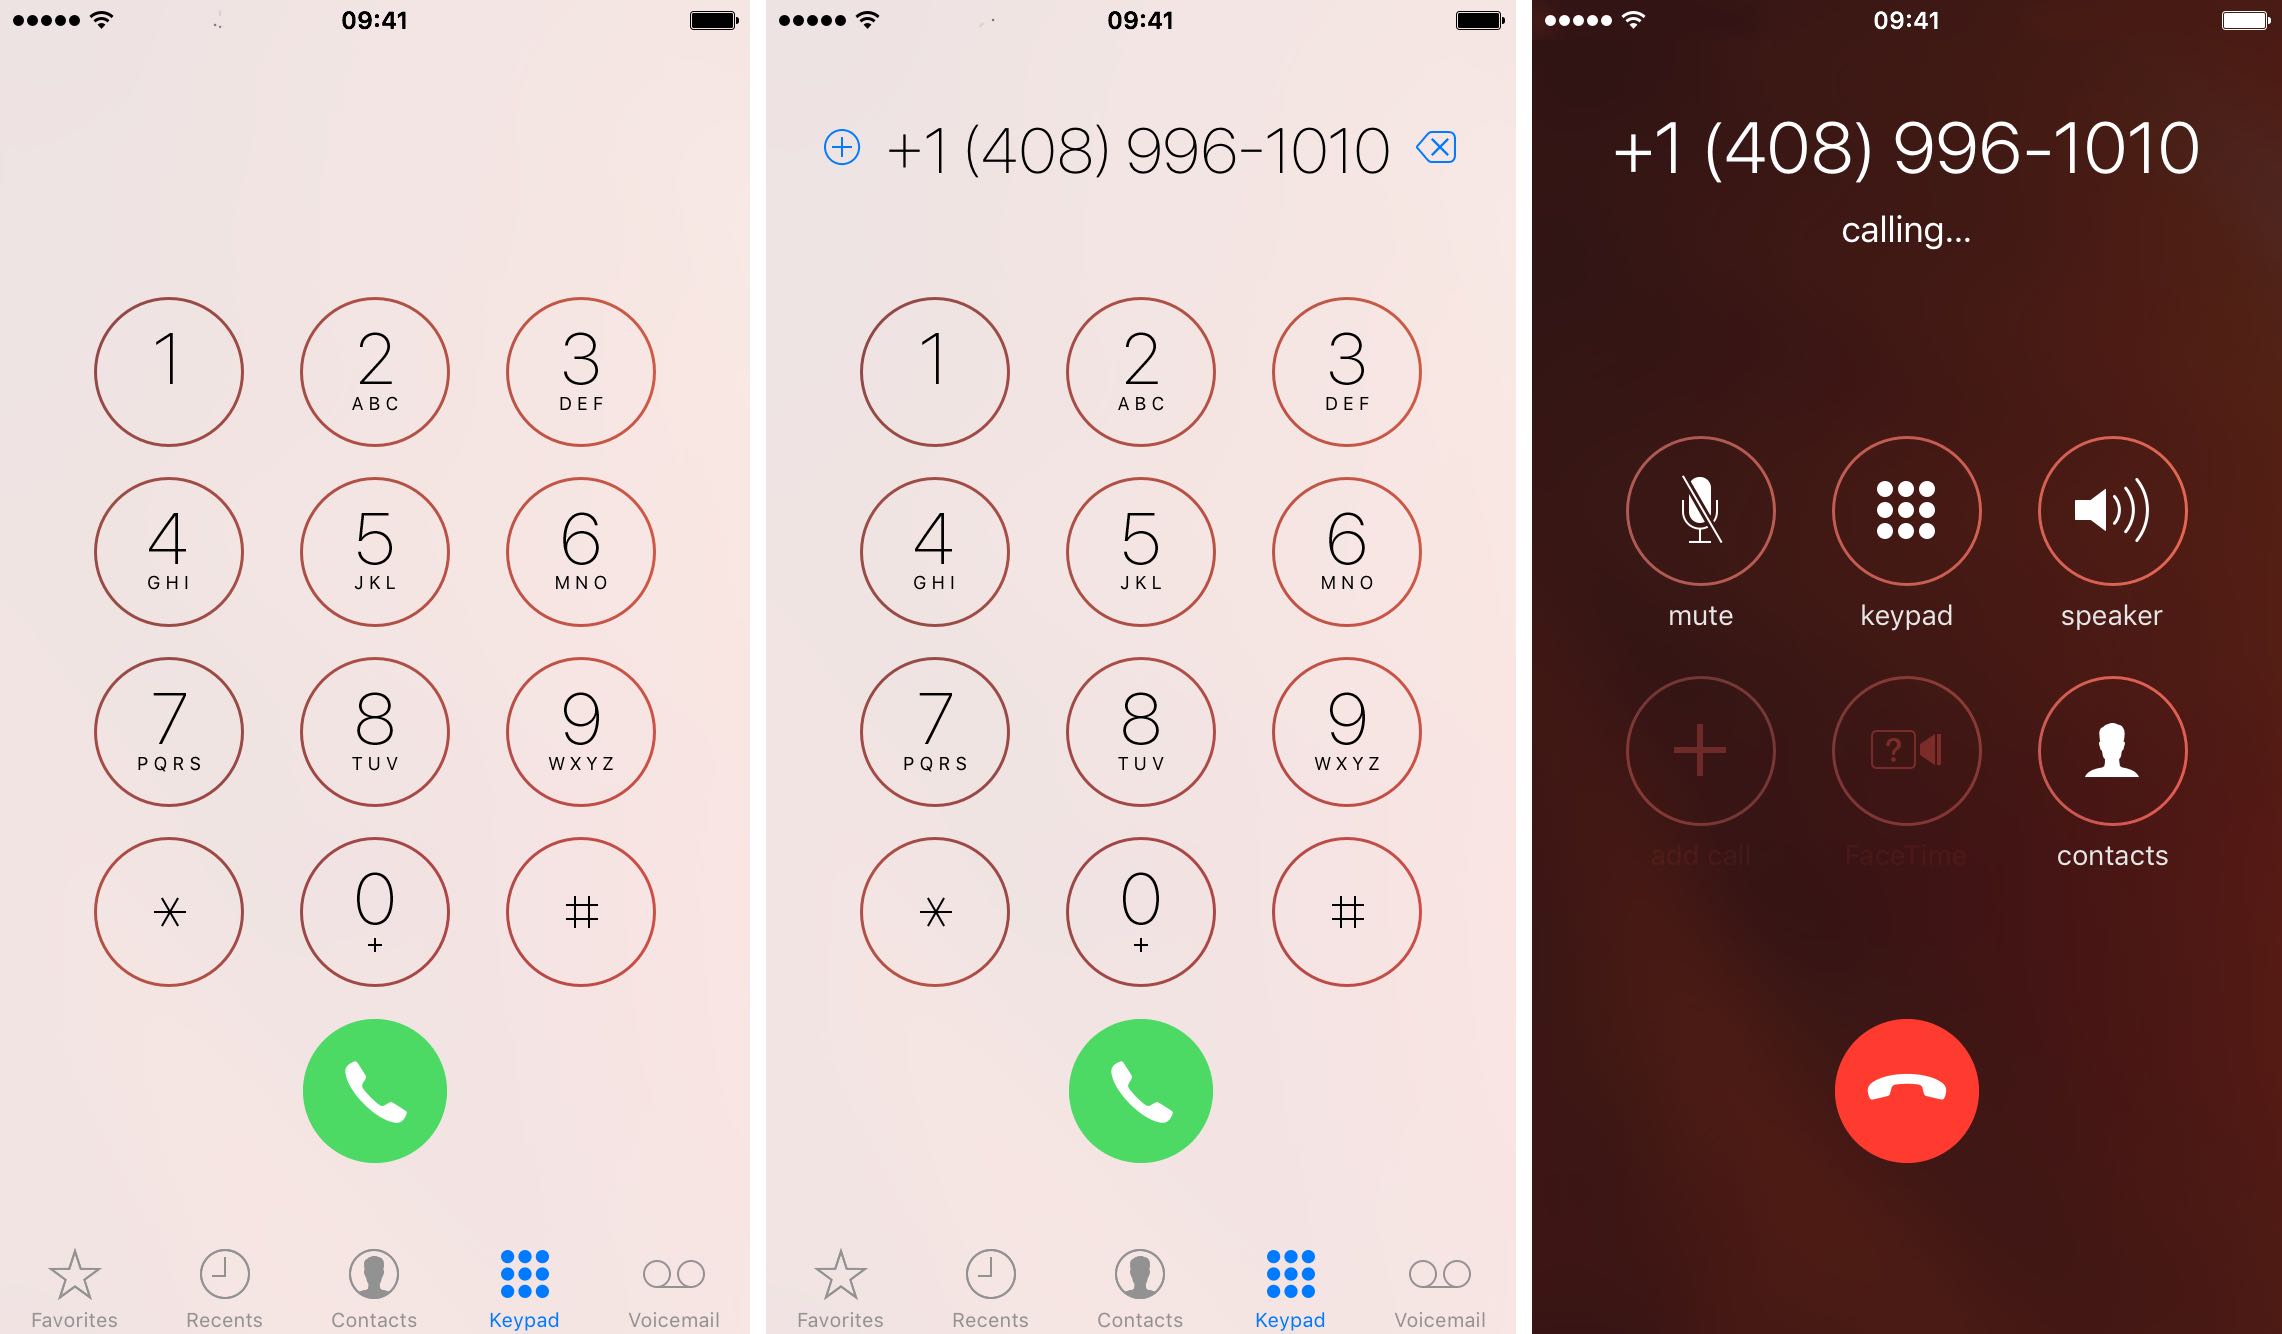 09:41
1
2
3
ABC
DEF
4
5
6
GHI
JKL
MNO
7
8
9
PQRS
TUV
WXYZ
*
0
#
+
Favorites
Recents
Contacts
Keypad
Voicemail
09:41
+1 (408) 996-1010
1
2
3
ABC
DEF
4
5
6
GHI
JKL
MNO
7
8
9
PQRS
TUV
WXYZ
*
0
#
+
Favorites
Recents
Contacts
Keypad
Voicemail
09:41
+1 (408) 996-1010
calling...
mute
keypad
speaker
?
add call
FaceTime
contacts